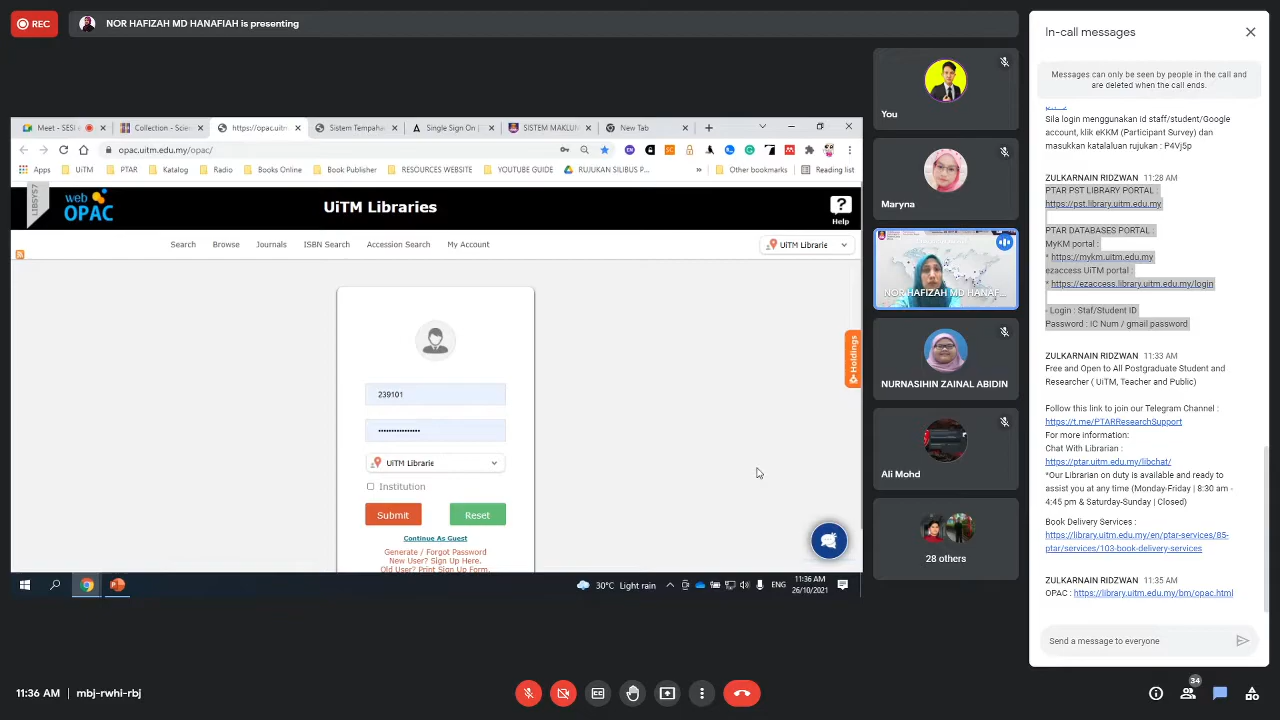 REC
NOR HAFIZAH MD HANAFIAH is presenting
Meet - SESI
Collection - Scien
https://opac.uitm
Sistem Tempaha
Single Sign On |
SISTEM MAKLUM
New Tab
opac.uitm.edu.my/opac/
Apps
UiTM
PTAR
Katalog
Radio
Books Online
Book Publisher
RESOURCES WEBSITE
YOUTUBE GUIDE
RUJUKAN SILIBUS P...
»
Other bookmarks
Reading list
LIBSYS7
web OPAC
UiTM Libraries
?
Help
Search
Browse
Journals
ISBN Search
Accession Search
My Account
UiTM Librarie
239101
••••••••••••••••
UiTM Librarie
Institution
Submit
Reset
Continue As Guest
Generate / Forgot Password
New User? Sign Up Here.
Old User? Print Sign Up Form.
Holdings
30°C Light rain
ENG
11:36 AM
26/10/2021
You
Maryna
NOR HAFIZAH MD HANAF...
NURNASIHIN ZAINAL ABIDIN
Ali Mohd
28 others
In-call messages
Messages can only be seen by people in the call and
are deleted when the call ends.
Sila login menggunakan id staff/student/Google
account, klik eKKM (Participant Survey) dan
masukkan katalaluan rujukan : P4Vj5p
ZULKARNAIN RIDZWAN 11:28 AM
PTAR PST LIBRARY PORTAL :
https://pst.library.uitm.edu.my
PTAR DATABASES PORTAL :
MyKM portal :
* https://mykm.uitm.edu.my
ezaccess UiTM portal :
* https://ezaccess.library.uitm.edu.my/login
- Login : Staf/Student ID
Password : IC Num / gmail password
ZULKARNAIN RIDZWAN 11:33 AM
Free and Open to All Postgraduate Student and
Researcher ( UiTM, Teacher and Public)
Follow this link to join our Telegram Channel :
https://t.me/PTARResearchSupport
For more information:
Chat With Librarian :
https://ptar.uitm.edu.my/libchat/
*Our Librarian on duty is available and ready to
assist you at any time (Monday-Friday | 8:30 am -
4:45 pm & Saturday-Sunday | Closed)
Book Delivery Services :
https://library.uitm.edu.my/en/ptar-services/85-
ptar/services/103-book-delivery-services
ZULKARNAIN RIDZWAN 11:35 AM
OPAC : https://library.uitm.edu.my/bm/opac.html
Send a message to everyone
11:36 AM | mbj-rwhi-rbj
34